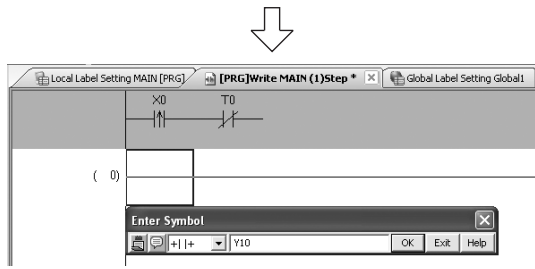 Local Label Setting MAIN [PRG] [PRG]Write MAIN (1)Step * Global Label Setting Global1
X0 T0
( 0)
Enter Symbol
Y10 OK Exit Help